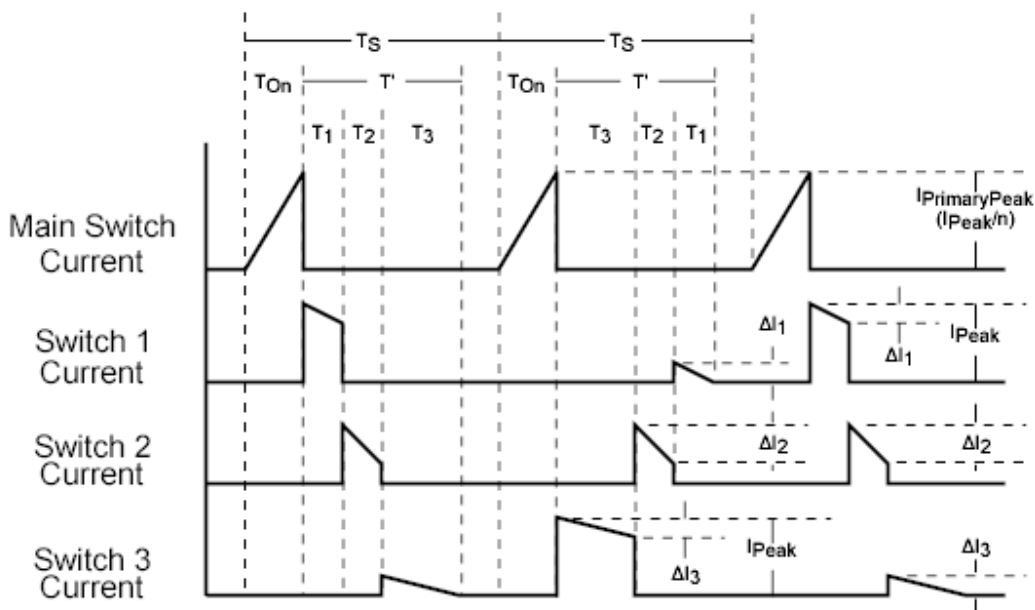 TS TS
TOn T' TOn T'
T1 T2 T3 T3 T2 T1
Main Switch
Current
IPrimaryPeak
(IPeak/n)
Switch 1
Current
ΔI1
ΔI1
IPeak
Switch 2
Current
ΔI2
ΔI2
Switch 3
Current
ΔI3
IPeak
ΔI3